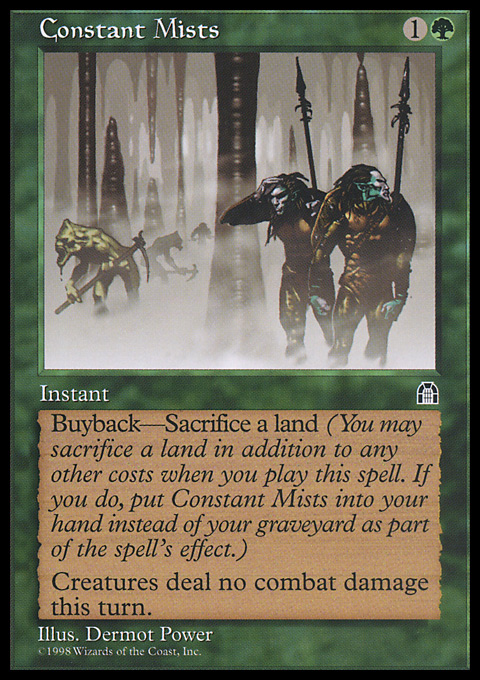 Constant Mists 1
Instant
Buyback—Sacrifice a land (You may
sacrifice a land in addition to any
other costs when you play this spell. If
you do, put Constant Mists into your
hand instead of your graveyard as part
of the spell's effect.)
Creatures deal no combat damage
this turn.
Illus. Dermot Power
©1998 Wizards of the Coast, Inc.